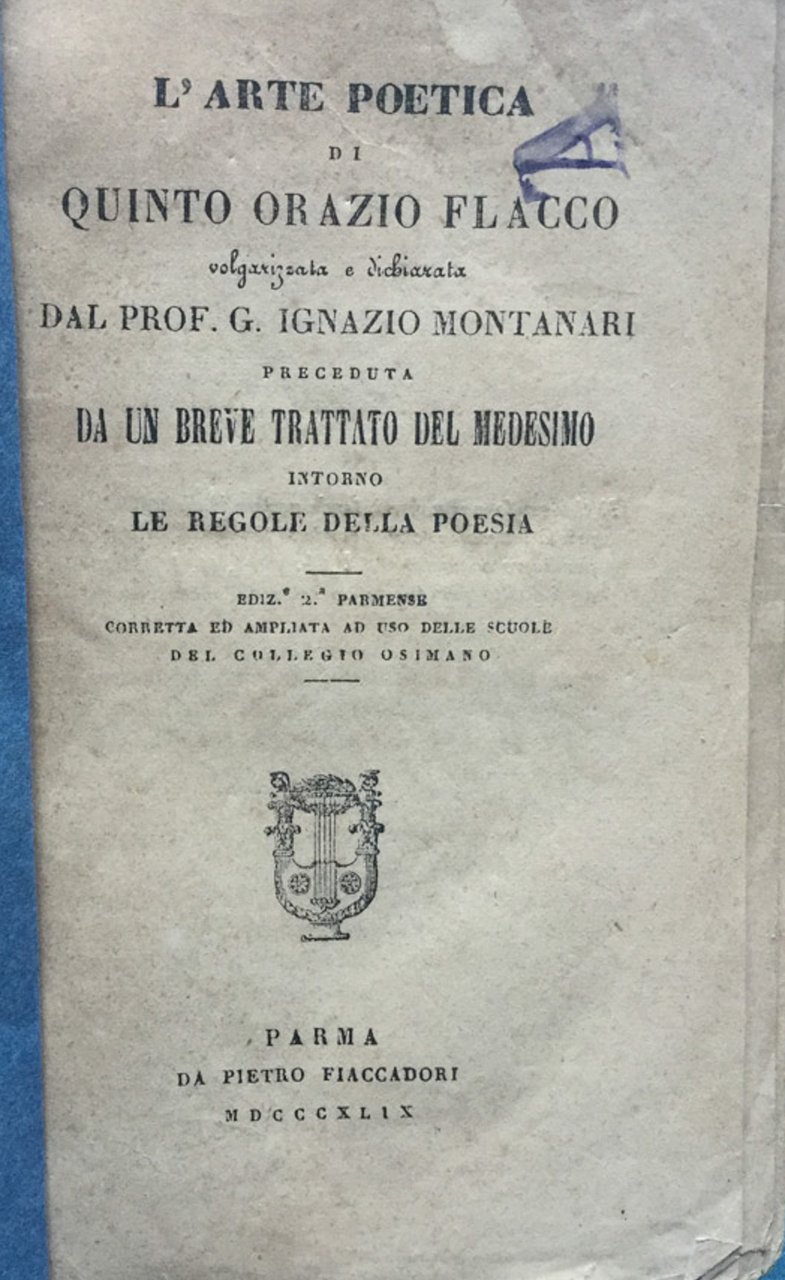 L' ARTE POETICA
DI
QUINTO ORAZIO FLACCO
volgarizzata e dichiarata
DAL PROF. G. IGNAZIO MONTANARI
PRECEDUTA
DA UN BREVE TRATTATO DEL MEDESIMO
INTORNO
LE REGOLE DELLA POESIA
EDIZ.e 2.a PARMENSE
CORRETTA ED AMPLIATA AD USO DELLE SCUOLE
DEL COLLEGIO OSIMANO
PARMA
DA PIETRO FIACCADORI
MDCCCXLIX